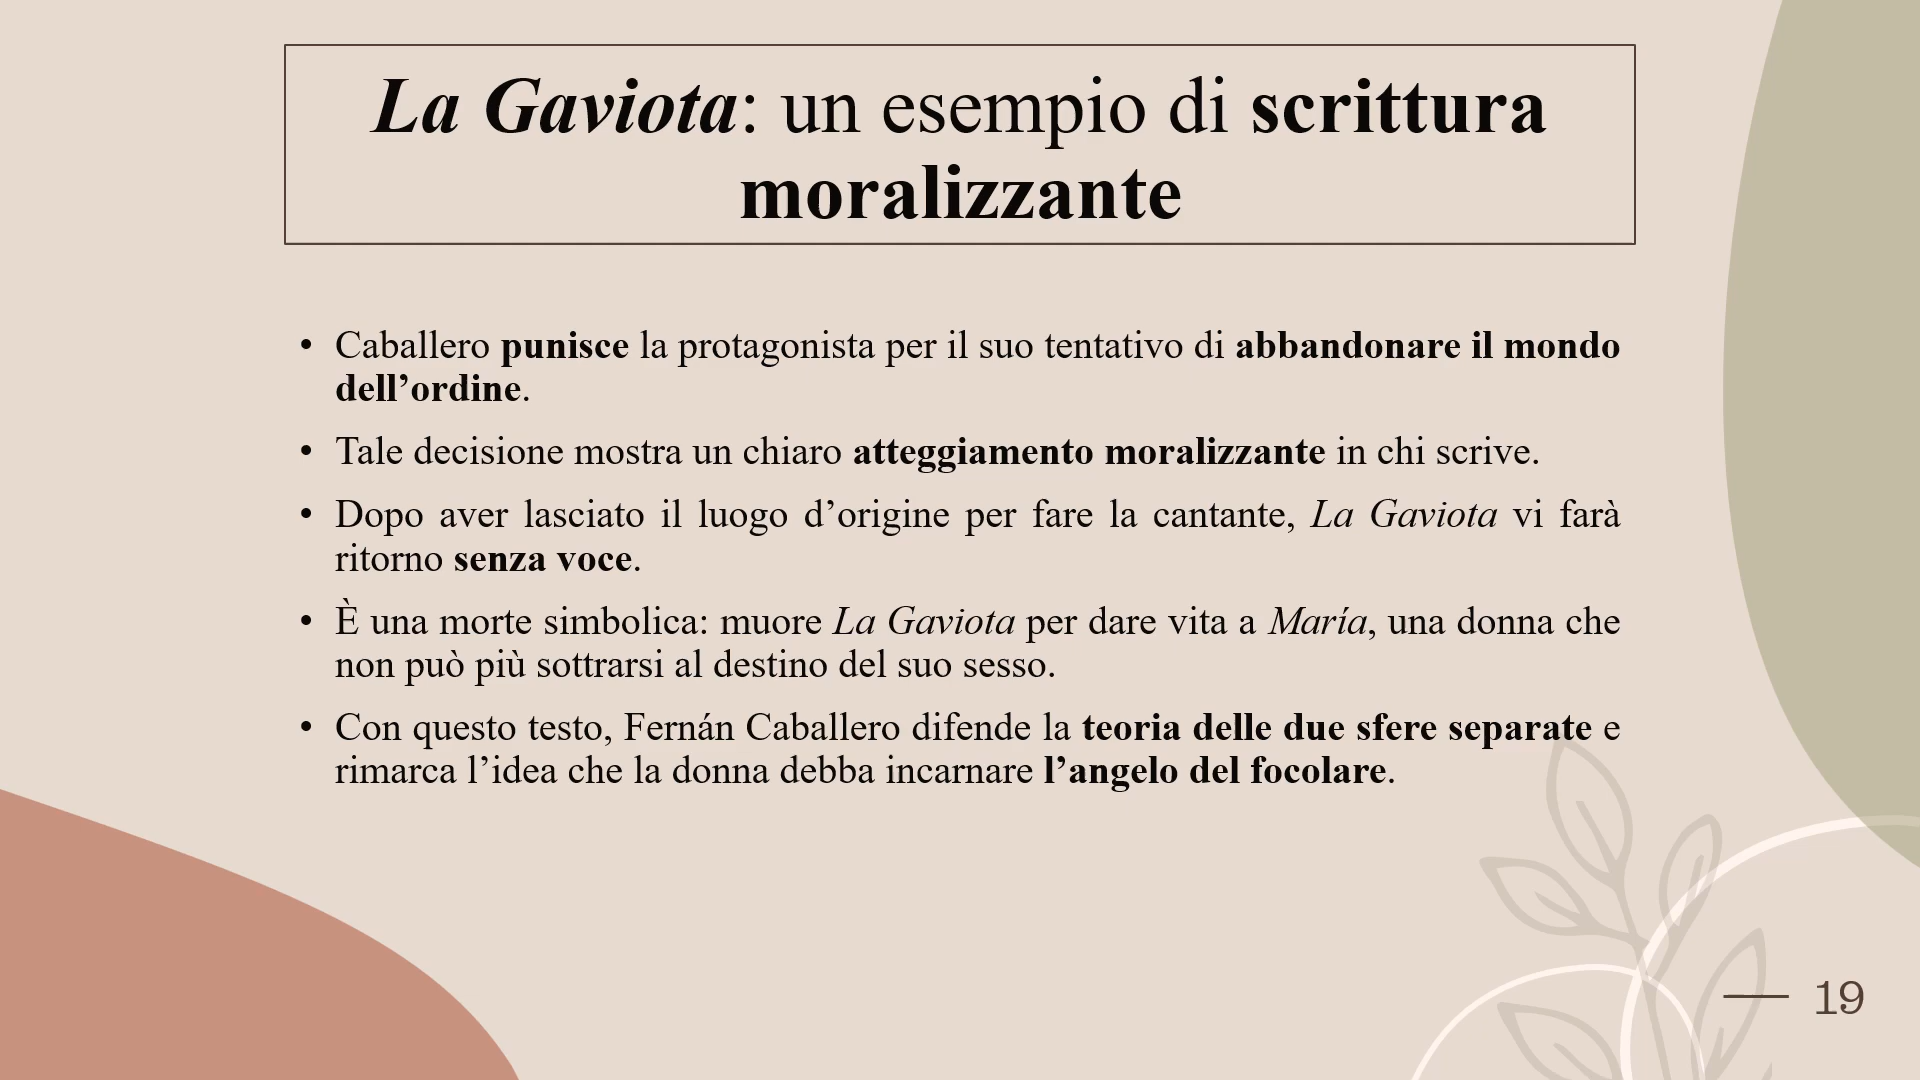 La Gaviota: un esempio di scrittura
moralizzante
• Caballero punisce la protagonista per il suo tentativo di abbandonare il mondo
dell’ordine.
• Tale decisione mostra un chiaro atteggiamento moralizzante in chi scrive.
• Dopo aver lasciato il luogo d’origine per fare la cantante, La Gaviota vi farà
ritorno senza voce.
• È una morte simbolica: muore La Gaviota per dare vita a María, una donna che
non può più sottrarsi al destino del suo sesso.
• Con questo testo, Fernán Caballero difende la teoria delle due sfere separate e
rimarca l’idea che la donna debba incarnare l’angelo del focolare.
19